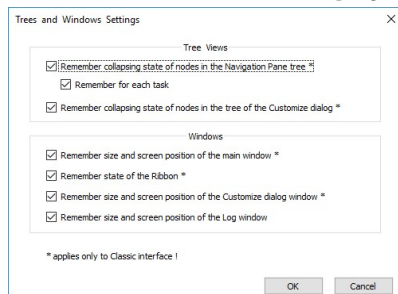 Trees and Windows Settings
Tree Views
Remember collapsing state of nodes in the Navigation Pane tree *
Remember for each task
Remember collapsing state of nodes in the tree of the Customize dialog *
Windows
Remember size and screen position of the main window *
Remember state of the Ribbon *
Remember size and screen position of the Customize dialog window *
Remember size and screen position of the Log window
* applies only to Classic interface !
OK Cancel